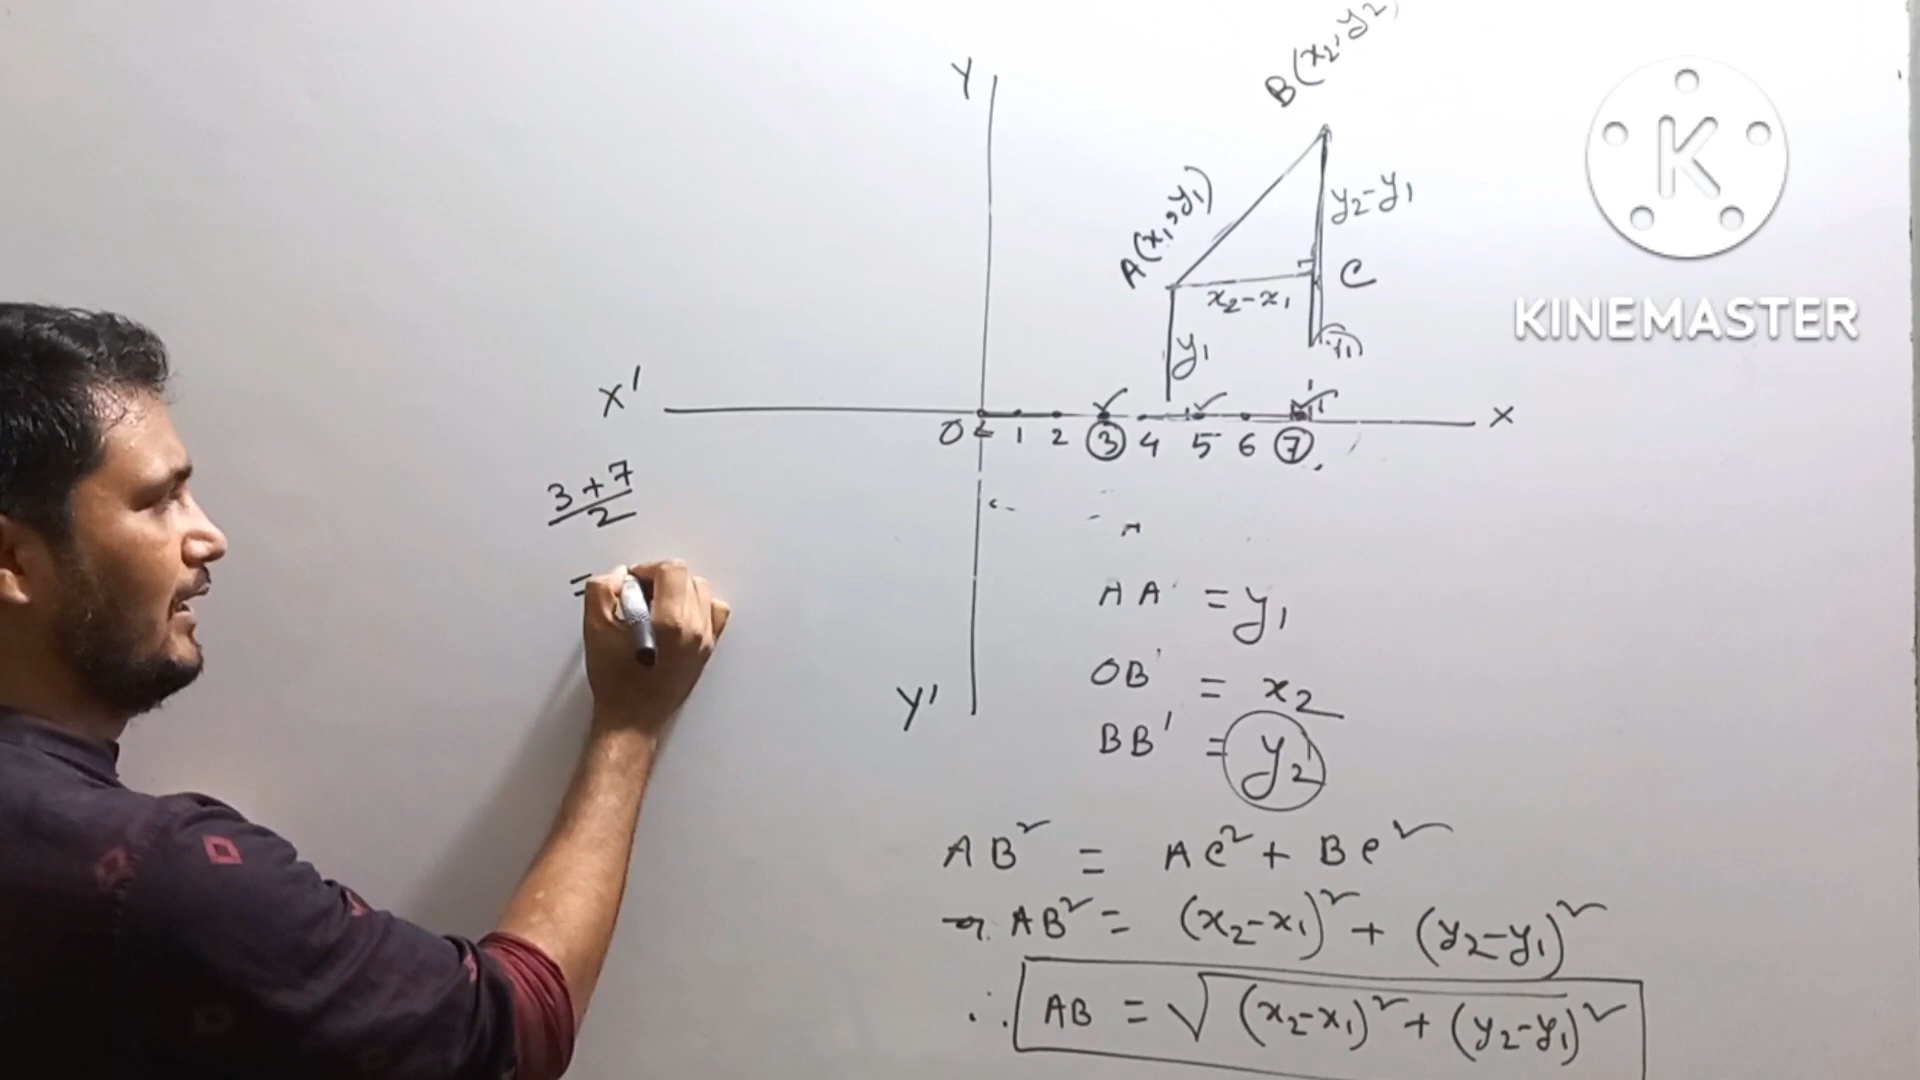 Y
B(x2, y2)
A(x1, y1)
y2-y1
C
x2-x1
y1
X'
X
0 1 2 3 4 5 6 7
3+7
2
=
AA' = y1
OB' = x2
BB' = y2
Y'
AB² = AC² + BC²
AB² = (x2-x1)² + (y2-y1)²
∴ AB = √(x2-x1)² + (y2-y1)²
K
KINEMASTER